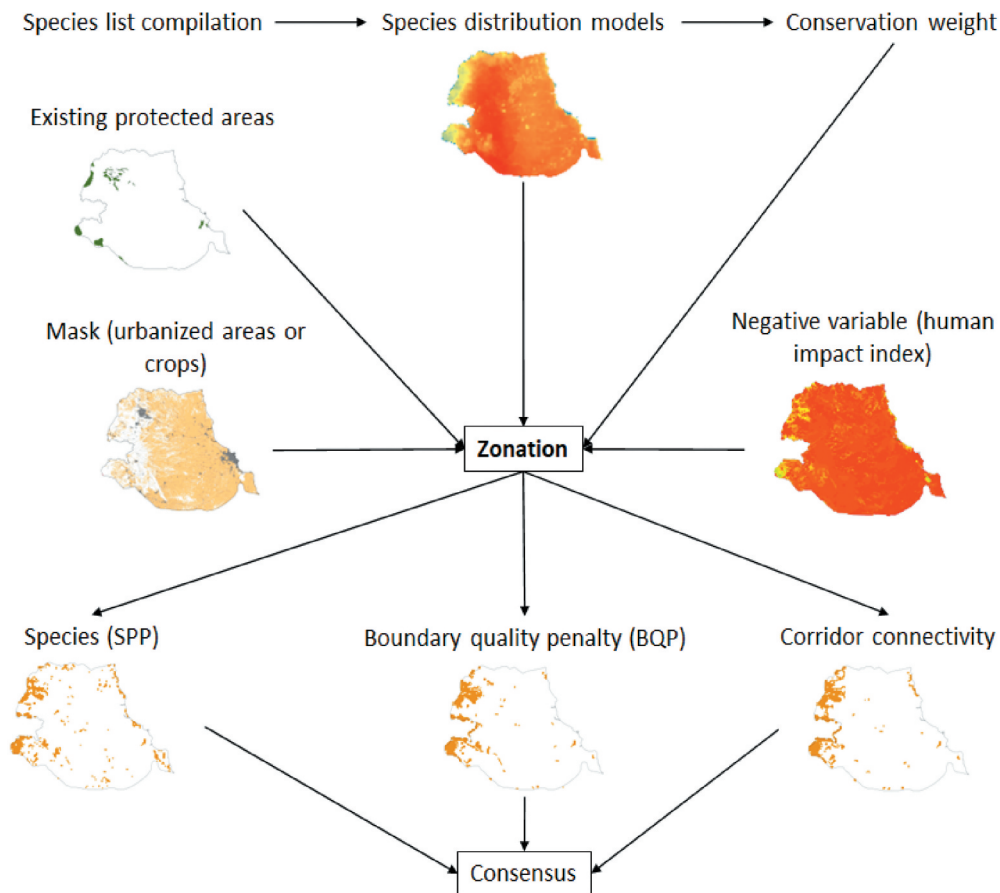 Species list compilation
Species distribution models
Conservation weight
Existing protected areas
Mask (urbanized areas or
crops)
Negative variable (human
impact index)
Zonation
Species (SPP)
Boundary quality penalty (BQP)
Corridor connectivity
Consensus